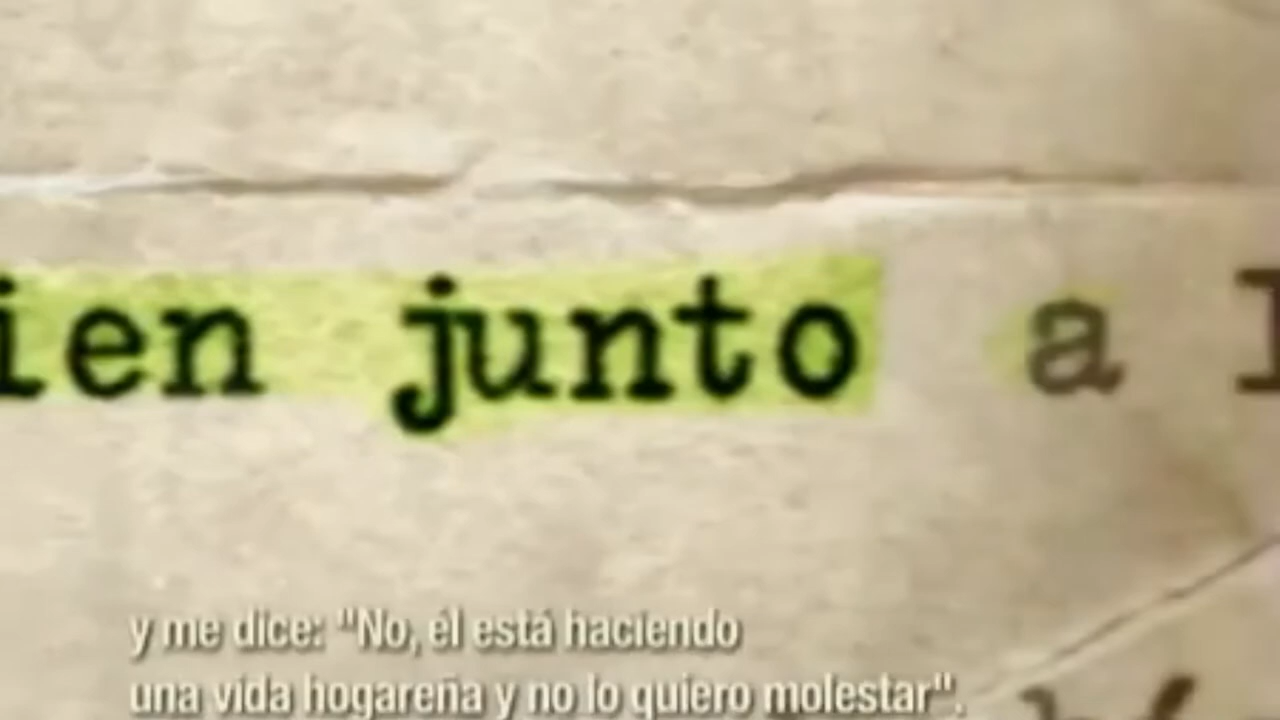 ien junto a
y me dice: "No, él está haciendo
una vida hogareña y no lo quiero molestar".